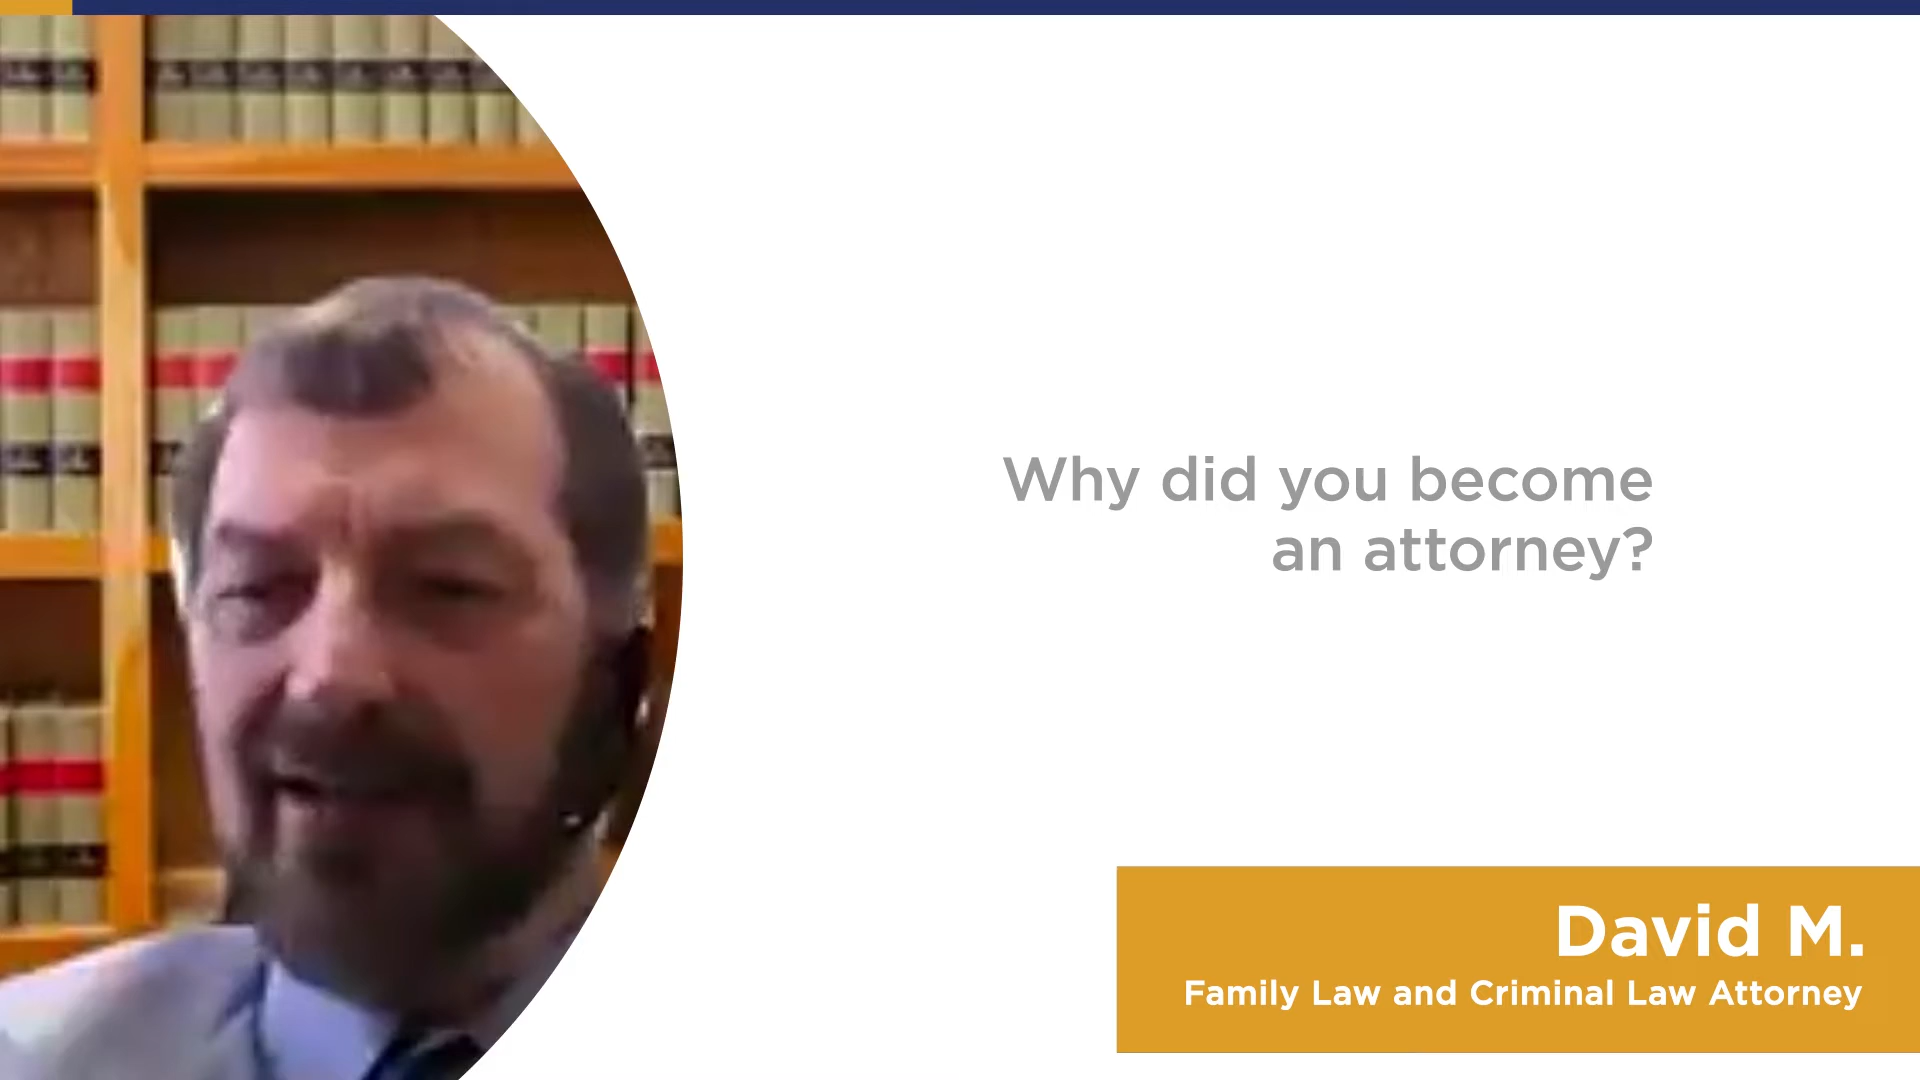 Why did you become
an attorney?
David M.
Family Law and Criminal Law Attorney